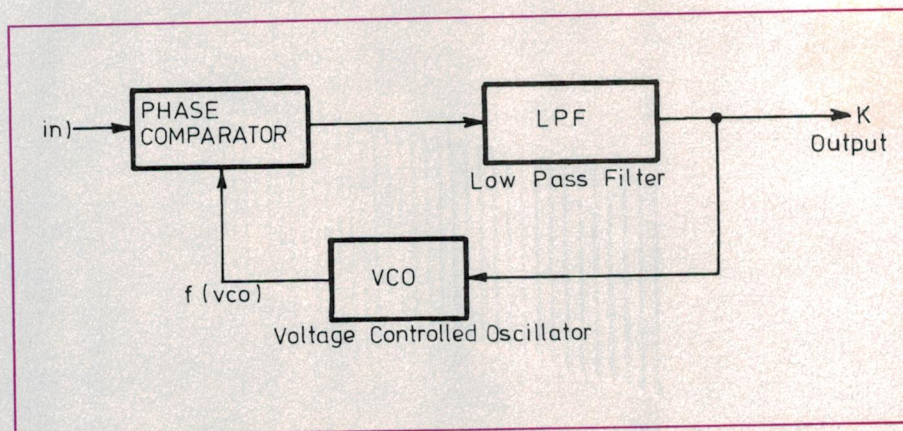 in)
PHASE
COMPARATOR
LPF
Low Pass Filter
K
Output
f(vco)
VCO
Voltage Controlled Oscillator